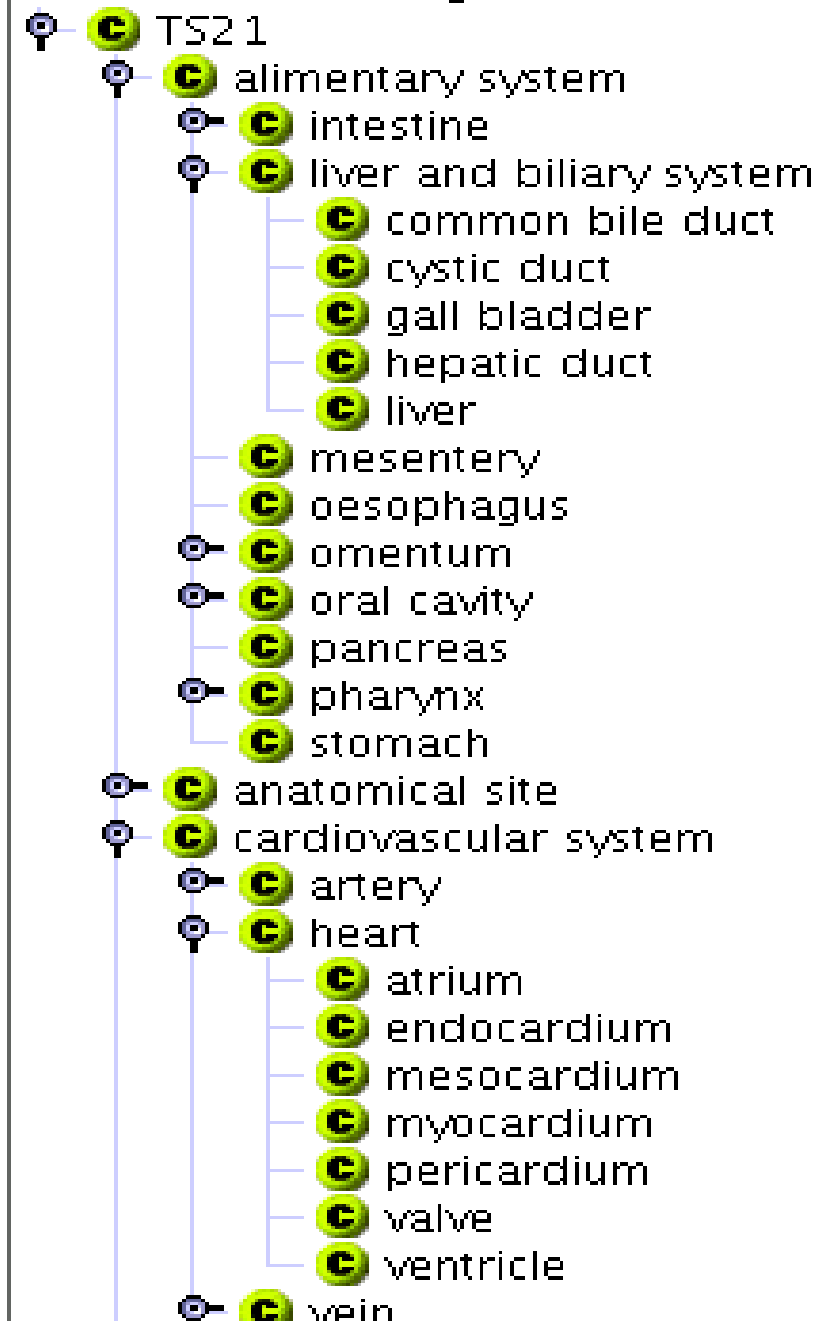 C TS21
C alimentary system
C intestine
C liver and biliary system
C common bile duct
C cystic duct
C gall bladder
C hepatic duct
C liver
C mesentery
C oesophagus
C omentum
C oral cavity
C pancreas
C pharynx
C stomach
C anatomical site
C cardiovascular system
C artery
C heart
C atrium
C endocardium
C mesocardium
C myocardium
C pericardium
C valve
C ventricle
C vein